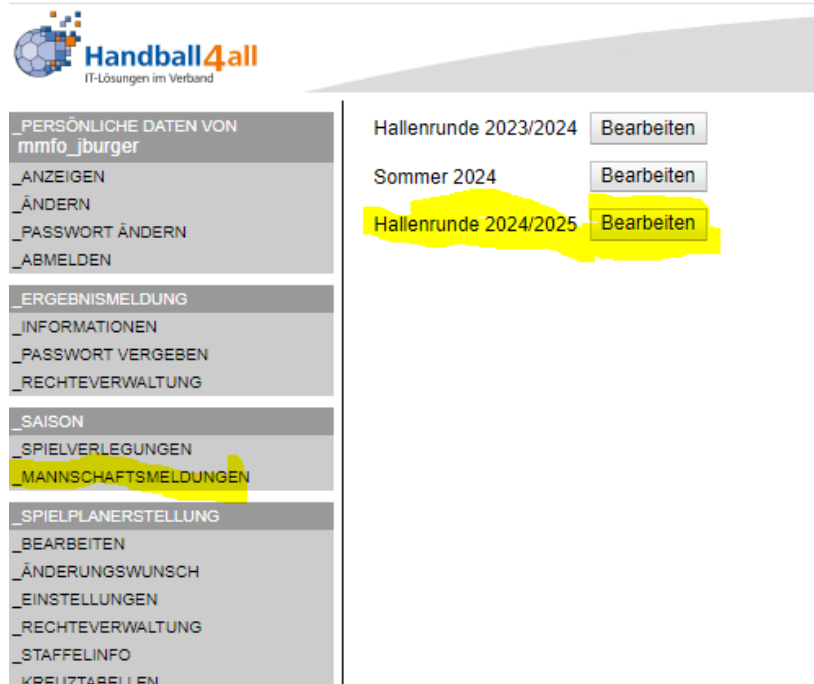 Handball4all
IT-Lösungen im Verband
_PERSÖNLICHE DATEN VON
mmfo_jburger
_ANZEIGEN
_ÄNDERN
_PASSWORT ÄNDERN
_ABMELDEN
_ERGEBNISMELDUNG
_INFORMATIONEN
_PASSWORT VERGEBEN
_RECHTEVERWALTUNG
_SAISON
_SPIELVERLEGUNGEN
_MANNSCHAFTSMELDUNGEN
_SPIELPLANERSTELLUNG
_BEARBEITEN
_ÄNDERUNGSWUNSCH
_EINSTELLUNGEN
_RECHTEVERWALTUNG
_STAFFELINFO
_KREUZTABELLEN
Hallenrunde 2023/2024 Bearbeiten
Sommer 2024 Bearbeiten
Hallenrunde 2024/2025 Bearbeiten